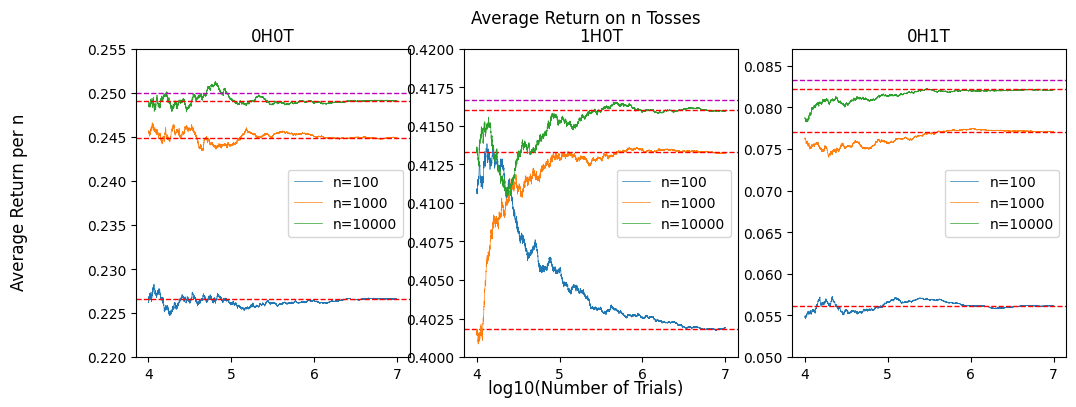 Average Return on n Tosses
0H0T
1H0T
0H1T
Average Return per n
0.255
0.250
0.245
0.240
0.235
0.230
0.225
0.220
4
5
6
7
n=100
n=1000
n=10000
0.4200
0.4175
0.4150
0.4125
0.4100
0.4075
0.4050
0.4025
0.4000
4
5
6
7
n=100
n=1000
n=10000
0.085
0.080
0.075
0.070
0.065
0.060
0.055
0.050
4
5
6
7
n=100
n=1000
n=10000
log10(Number of Trials)